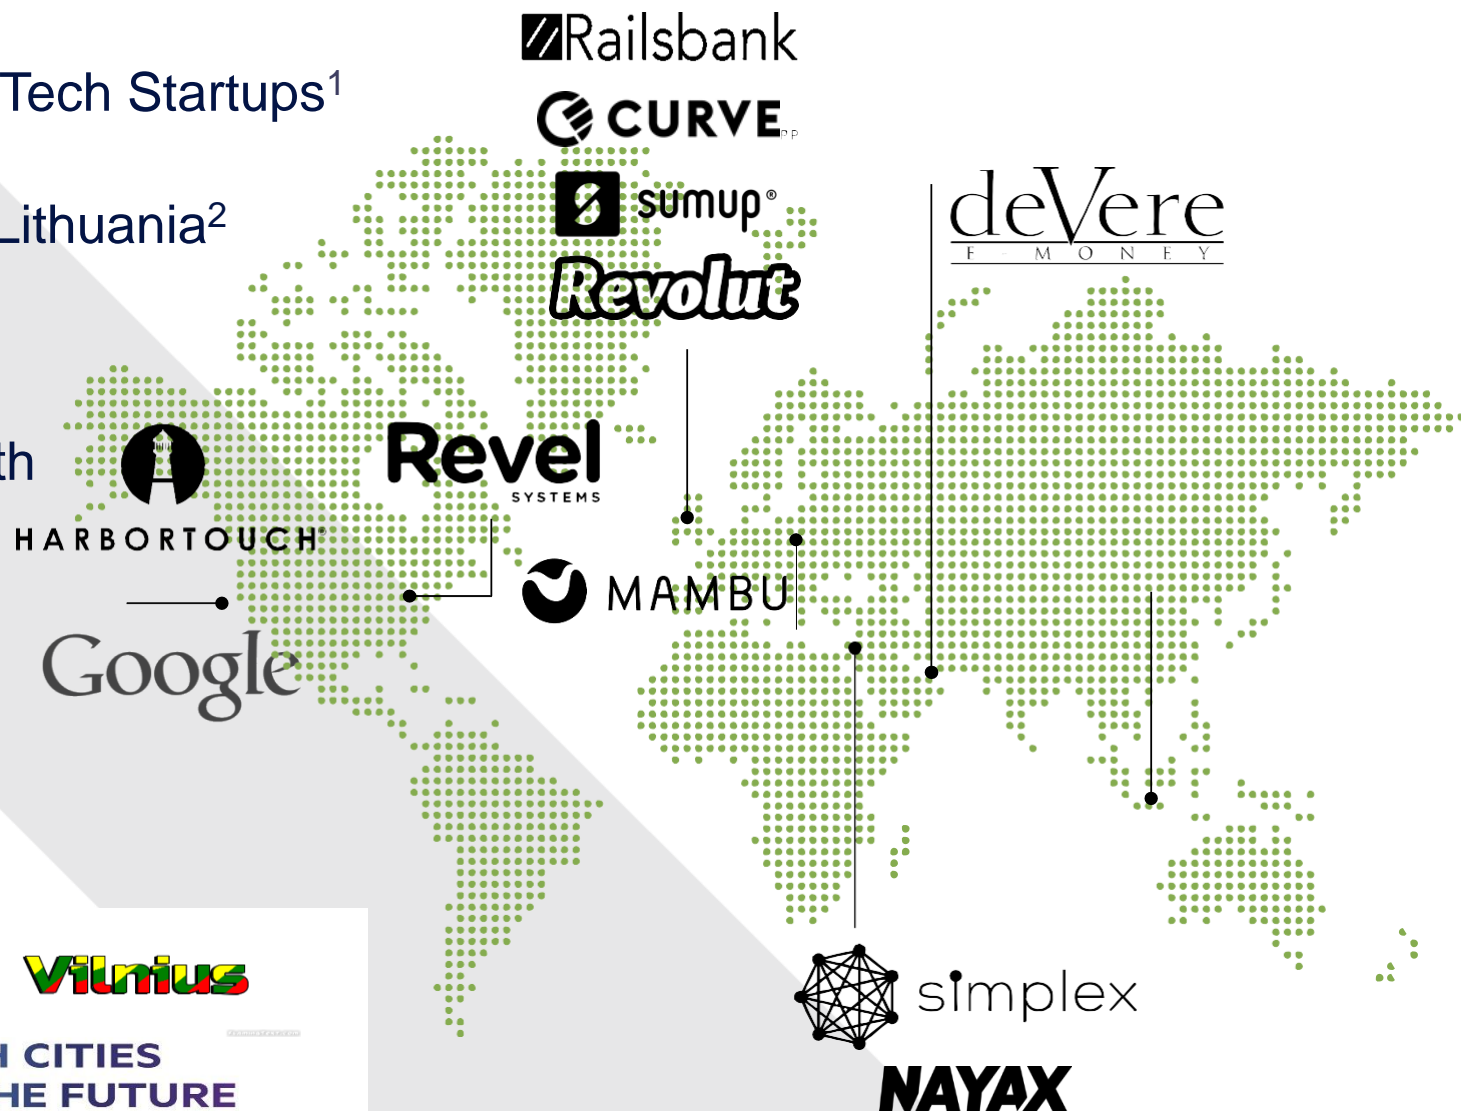 Railsbank
Tech Startups¹
CURVE
Lithuania²
sumup®
deVere
E - MONEY
Revolut
Revel
SYSTEMS
th
HARBORTOUCH®
MAMBU
Google
Vilnius
simplex
H CITIES
HE FUTURE
NAYAX